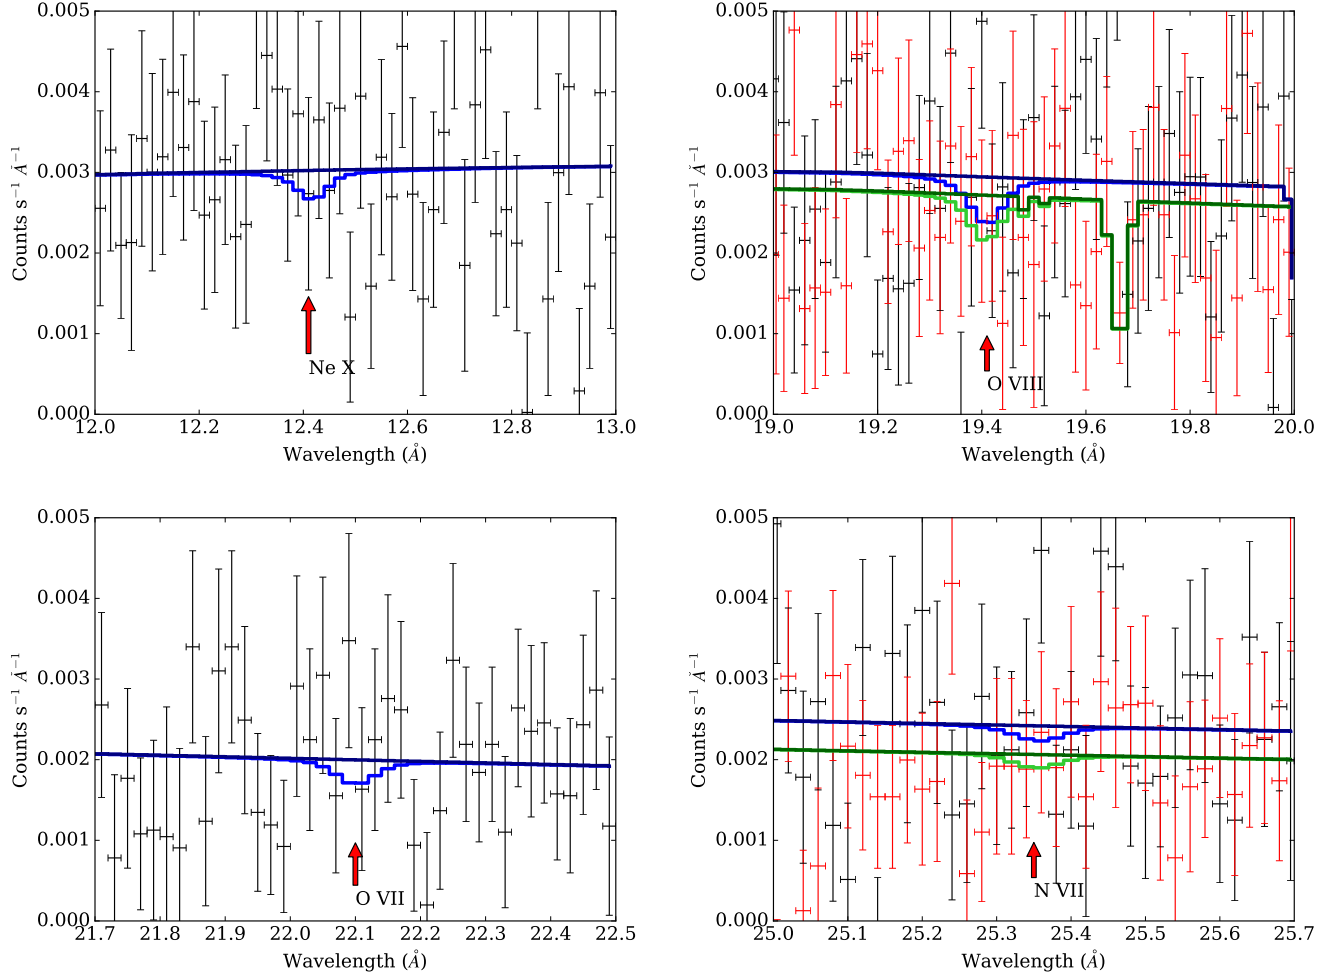 0.005
0.004
0.003
0.002
0.001
0.000
Counts s⁻¹ Å⁻¹
Ne X
12.0 12.2 12.4 12.6 12.8 13.0
Wavelength (Å)
0.005
0.004
0.003
0.002
0.001
0.000
Counts s⁻¹ Å⁻¹
O VIII
19.0 19.2 19.4 19.6 19.8 20.0
Wavelength (Å)
0.005
0.004
0.003
0.002
0.001
0.000
Counts s⁻¹ Å⁻¹
O VII
21.7 21.8 21.9 22.0 22.1 22.2 22.3 22.4 22.5
Wavelength (Å)
0.005
0.004
0.003
0.002
0.001
0.000
Counts s⁻¹ Å⁻¹
N VII
25.0 25.1 25.2 25.3 25.4 25.5 25.6 25.7
Wavelength (Å)